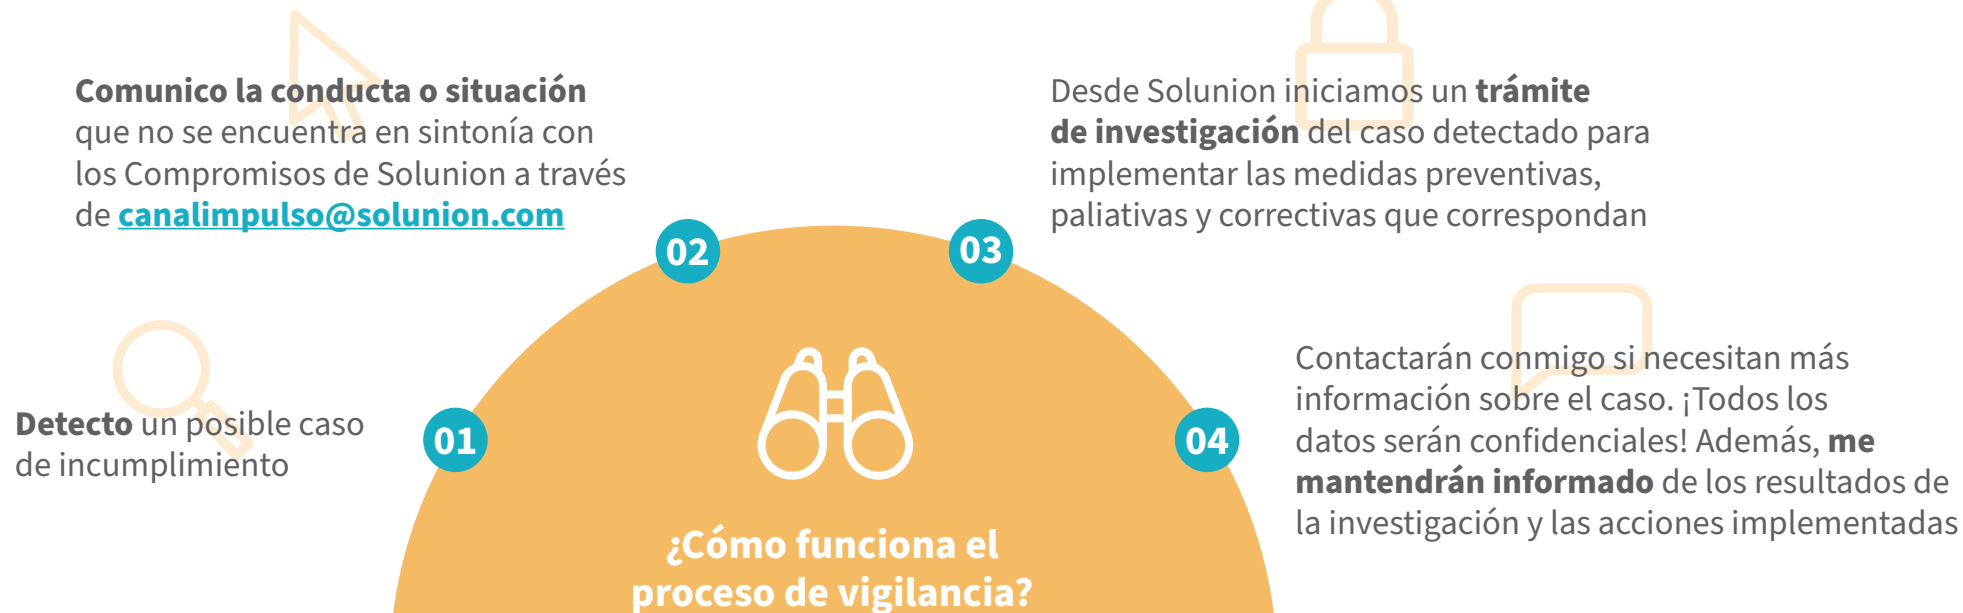 Detecto un posible caso
de incumplimiento
01
Comunico la conducta o situación
que no se encuentra en sintonía con
los Compromisos de Solunion a través
de canalimpulso@solunion.com
02
03
Desde Solunion iniciamos un trámite
de investigación del caso detectado para
implementar las medidas preventivas,
paliativas y correctivas que correspondan
04
Contactarán conmigo si necesitan más
información sobre el caso. ¡Todos los
datos serán confidenciales! Además, me
mantendrán informado de los resultados de
la investigación y las acciones implementadas
¿Cómo funciona el
proceso de vigilancia?